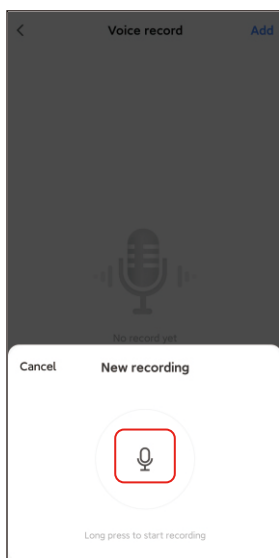 Voice record Add
No record yet
Cancel New recording
Long press to start recording